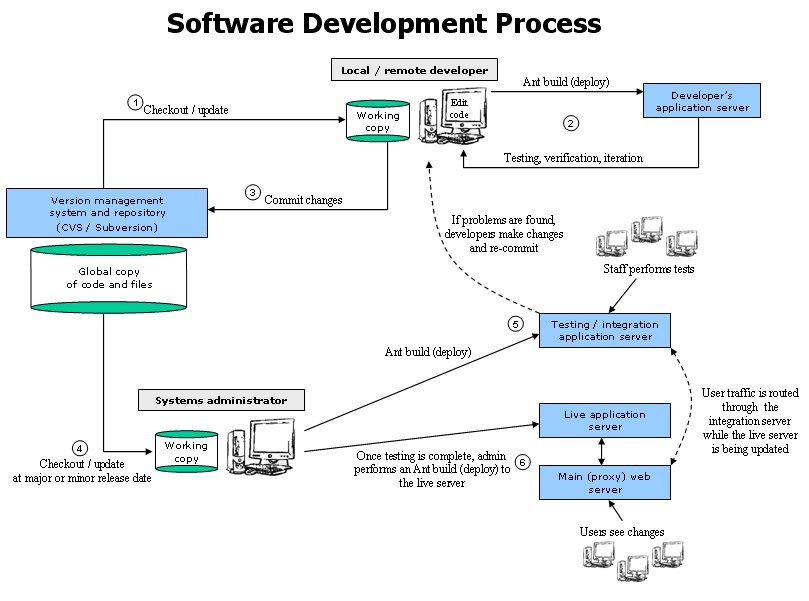 Software Development Process
Local / remote developer
1
Checkout / update
Working
copy
Edit
code
Ant build (deploy)
2
Developer's
application server
Testing, verification, iteration
3
Commit changes
Version management
system and repository
(CVS / Subversion)
Global copy
of code and files
If problems are found,
developers make changes
and re-commit
Staff performs tests
5
Testing / integration
application server
Ant build (deploy)
Systems administrator
4
Checkout / update
at major or minor release date
Working
copy
Once testing is complete, admin
performs an Ant build (deploy) to
the live server
6
Live application
server
Main (proxy) web
server
User traffic is routed
through the
integration server
while the live server
is being updated
Users see changes